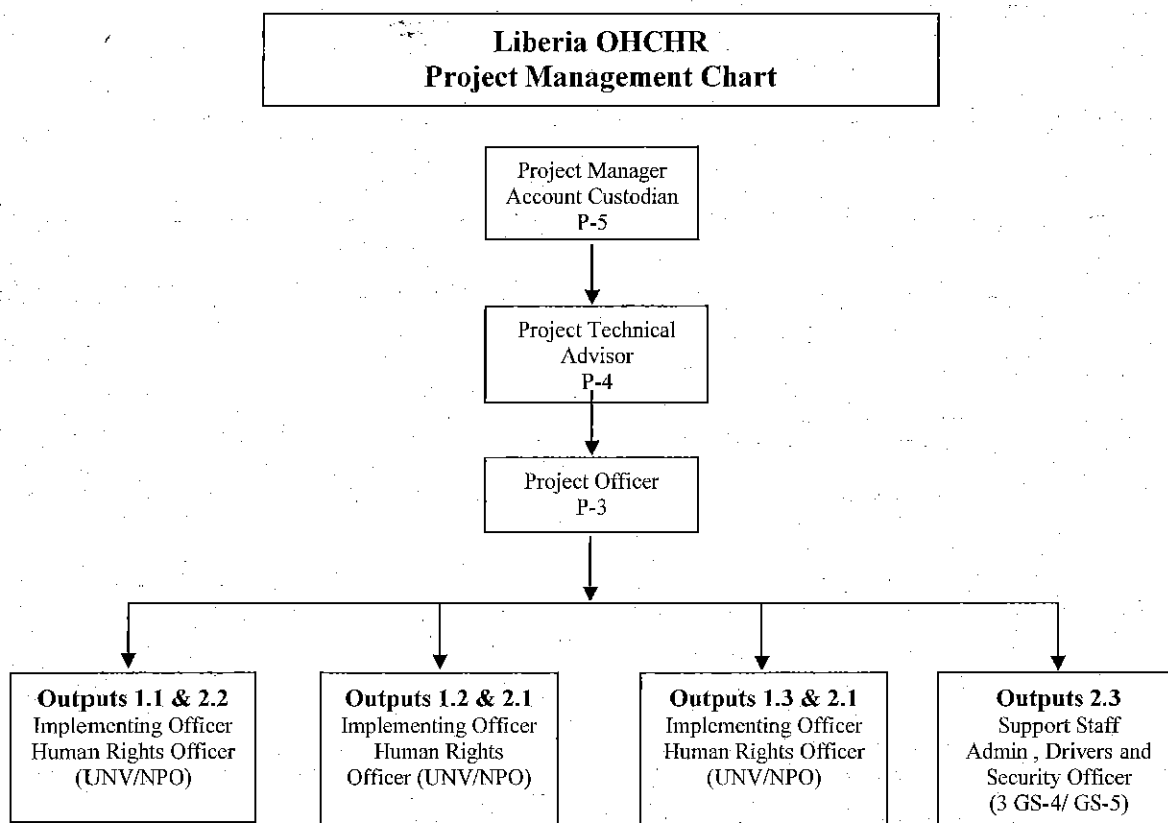 Liberia OHCHR
Project Management Chart
Project Manager
Account Custodian
P-5
Project Technical
Advisor
P-4
Project Officer
P-3
Outputs 1.1 & 2.2
Implementing Officer
Human Rights Officer
(UNV/NPO)
Outputs 1.2 & 2.1
Implementing Officer
Human Rights
Officer (UNV/NPO)
Outputs 1.3 & 2.1
Implementing Officer
Human Rights Officer
(UNV/NPO)
Outputs 2.3
Support Staff
Admin , Drivers and
Security Officer
(3 GS-4/ GS-5)